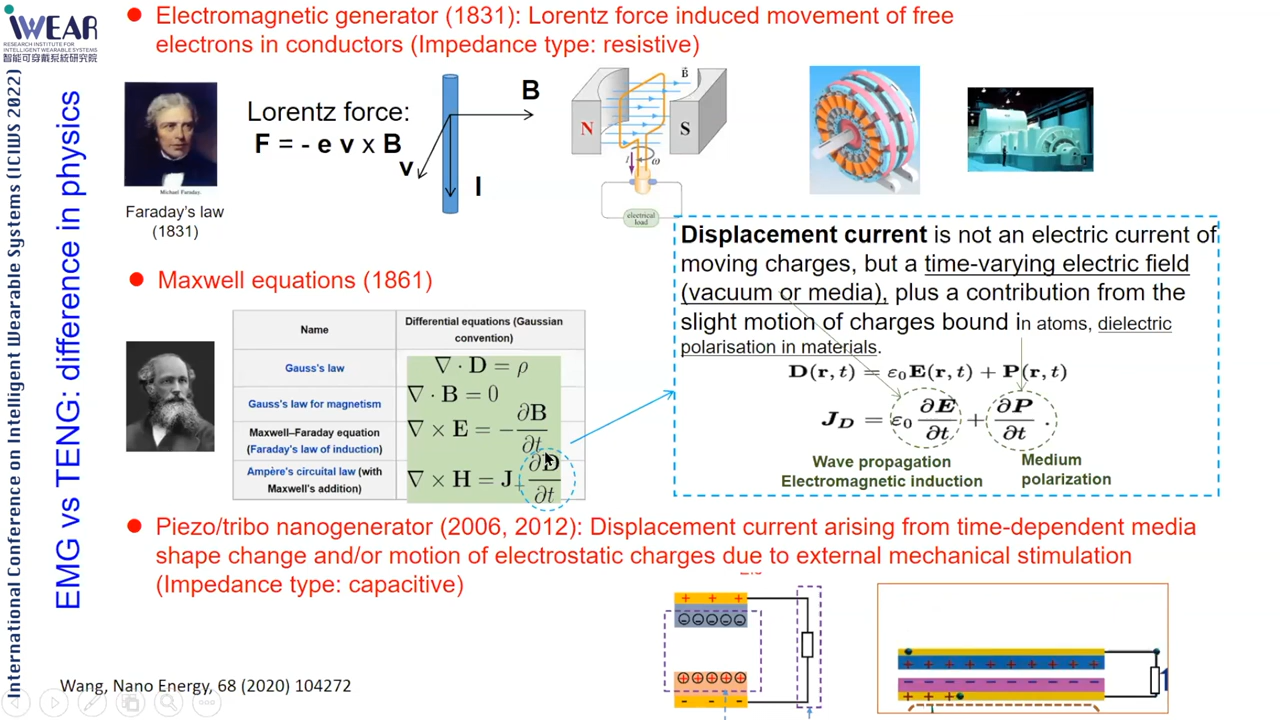 iWEAR
RESEARCH INSTITUTE FOR
INTELLIGENT WEARABLE SYSTEMS
智能可穿戴系統研究院
International Conference on Intelligent Wearable Systems (ICIWS 2022)
EMG vs TENG: difference in physics
● Electromagnetic generator (1831): Lorentz force induced movement of free
electrons in conductors (Impedance type: resistive)
Michael Faraday.
Faraday's law
(1831)
Lorentz force:
F = - e v x B
B
v
I
B⃗
N
S
I
ω
electrical
load
● Maxwell equations (1861)
Name
Differential equations (Gaussian
convention)
Gauss's law
∇ · D = ρ
Gauss's law for magnetism
∇ · B = 0
Maxwell–Faraday equation
(Faraday's law of induction)
∇ × E = − ∂B/∂t
Ampère's circuital law (with
Maxwell's addition)
∇ × H = J + ∂D/∂t
Displacement current is not an electric current of
moving charges, but a time-varying electric field
(vacuum or media), plus a contribution from the
slight motion of charges bound in atoms, dielectric
polarisation in materials.
D(r, t) = ε₀E(r, t) + P(r, t)
J_D = ε₀ ∂E/∂t + ∂P/∂t .
Wave propagation
Electromagnetic induction
Medium
polarization
● Piezo/tribo nanogenerator (2006, 2012): Displacement current arising from time-dependent media
shape change and/or motion of electrostatic charges due to external mechanical stimulation
(Impedance type: capacitive)
+ + +
- - -
+ + + + + + + + +
- - - - - - - - -
+ + +
Wang, Nano Energy, 68 (2020) 104272